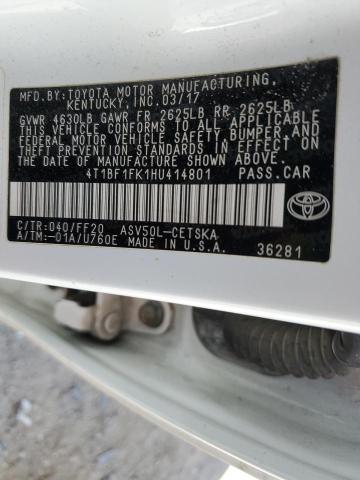 MFD.BY:TOYOTA MOTOR MANUFACTURING,
KENTUCKY,INC.03/17
GVWR 4630LB GAWR FR 2625LB RR 2625LB
THIS VEHICLE CONFORMS TO ALL APPLICABLE
FEDERAL MOTOR VEHICLE SAFETY,BUMPER,AND
THEFT PREVENTION STANDARDS IN EFFECT ON THE
DATE OF MANUFACTURE SHOWN ABOVE.
4T1BF1FK1HU414801 PASS.CAR
C/TR:040/FF20 ASV50L-CETSKA
A/TM:-01A/U760E MADE IN U.S.A.
36281